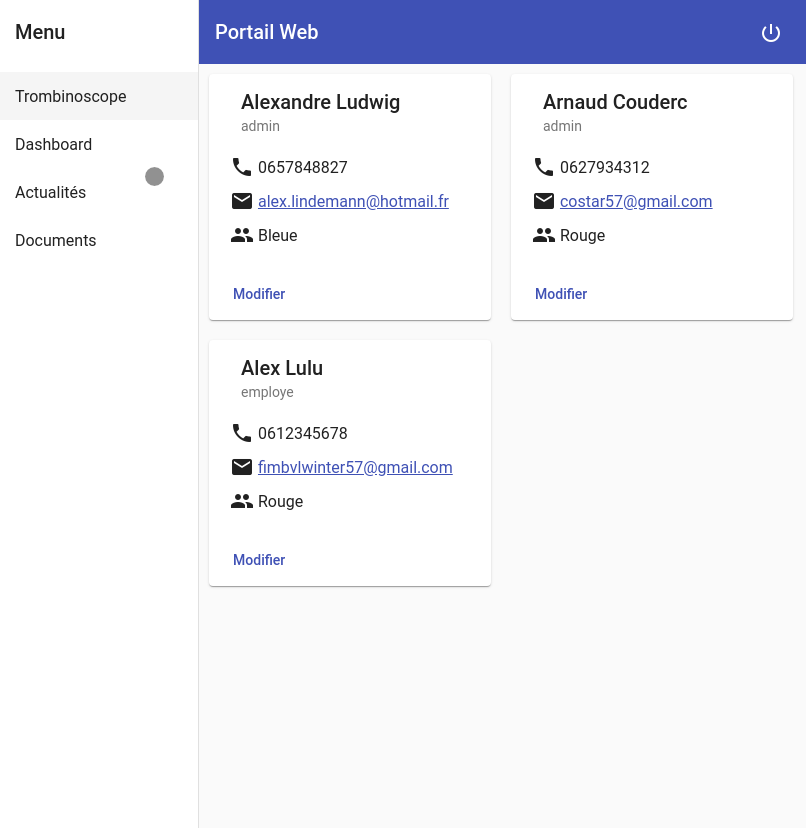 Menu
Trombinoscope
Dashboard
Actualités
Documents
Portail Web
Alexandre Ludwig
admin
0657848827
alex.lindemann@hotmail.fr
Bleue
Modifier
Arnaud Couderc
admin
0627934312
costar57@gmail.com
Rouge
Modifier
Alex Lulu
employe
0612345678
fimbvlwinter57@gmail.com
Rouge
Modifier